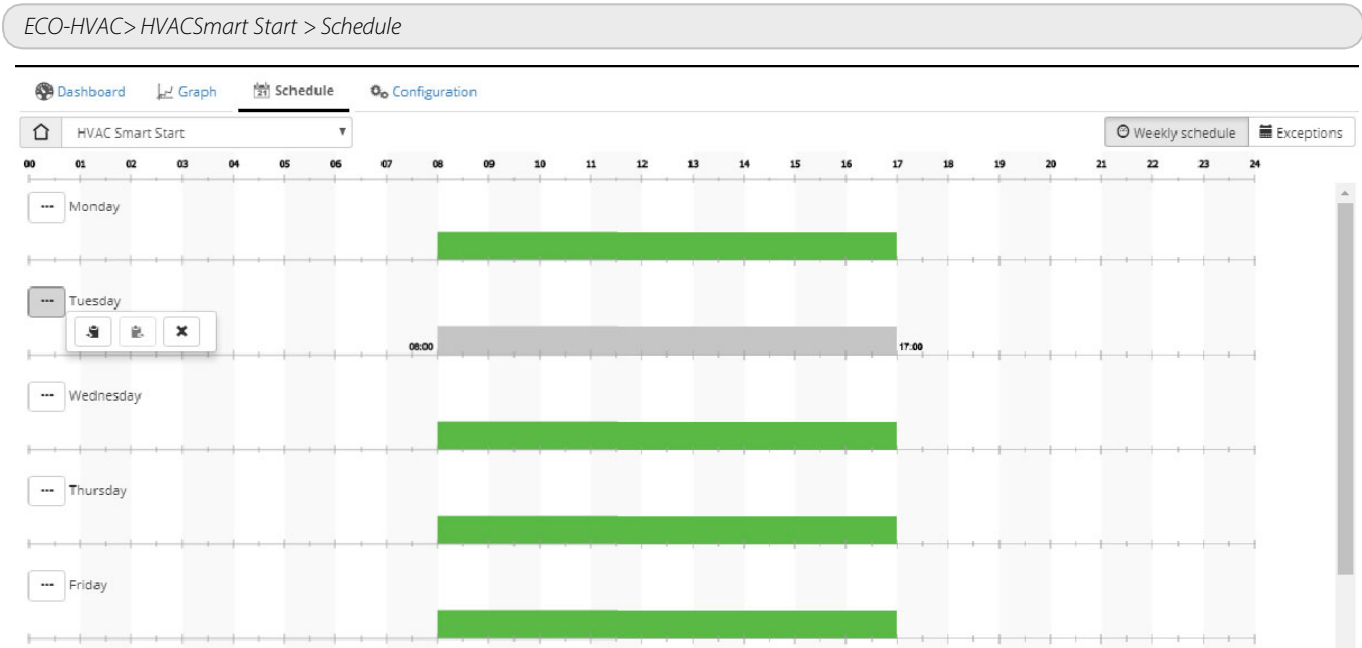 ECO-HVAC> HVACSmart Start > Schedule
Dashboard Graph Schedule Configuration
HVAC Smart Start Weekly schedule Exceptions
00 01 02 03 04 05 06 07 08 09 10 11 12 13 14 15 16 17 18 19 20 21 22 23 24
--- Monday
--- Tuesday
08:00 17:00
--- Wednesday
--- Thursday
--- Friday